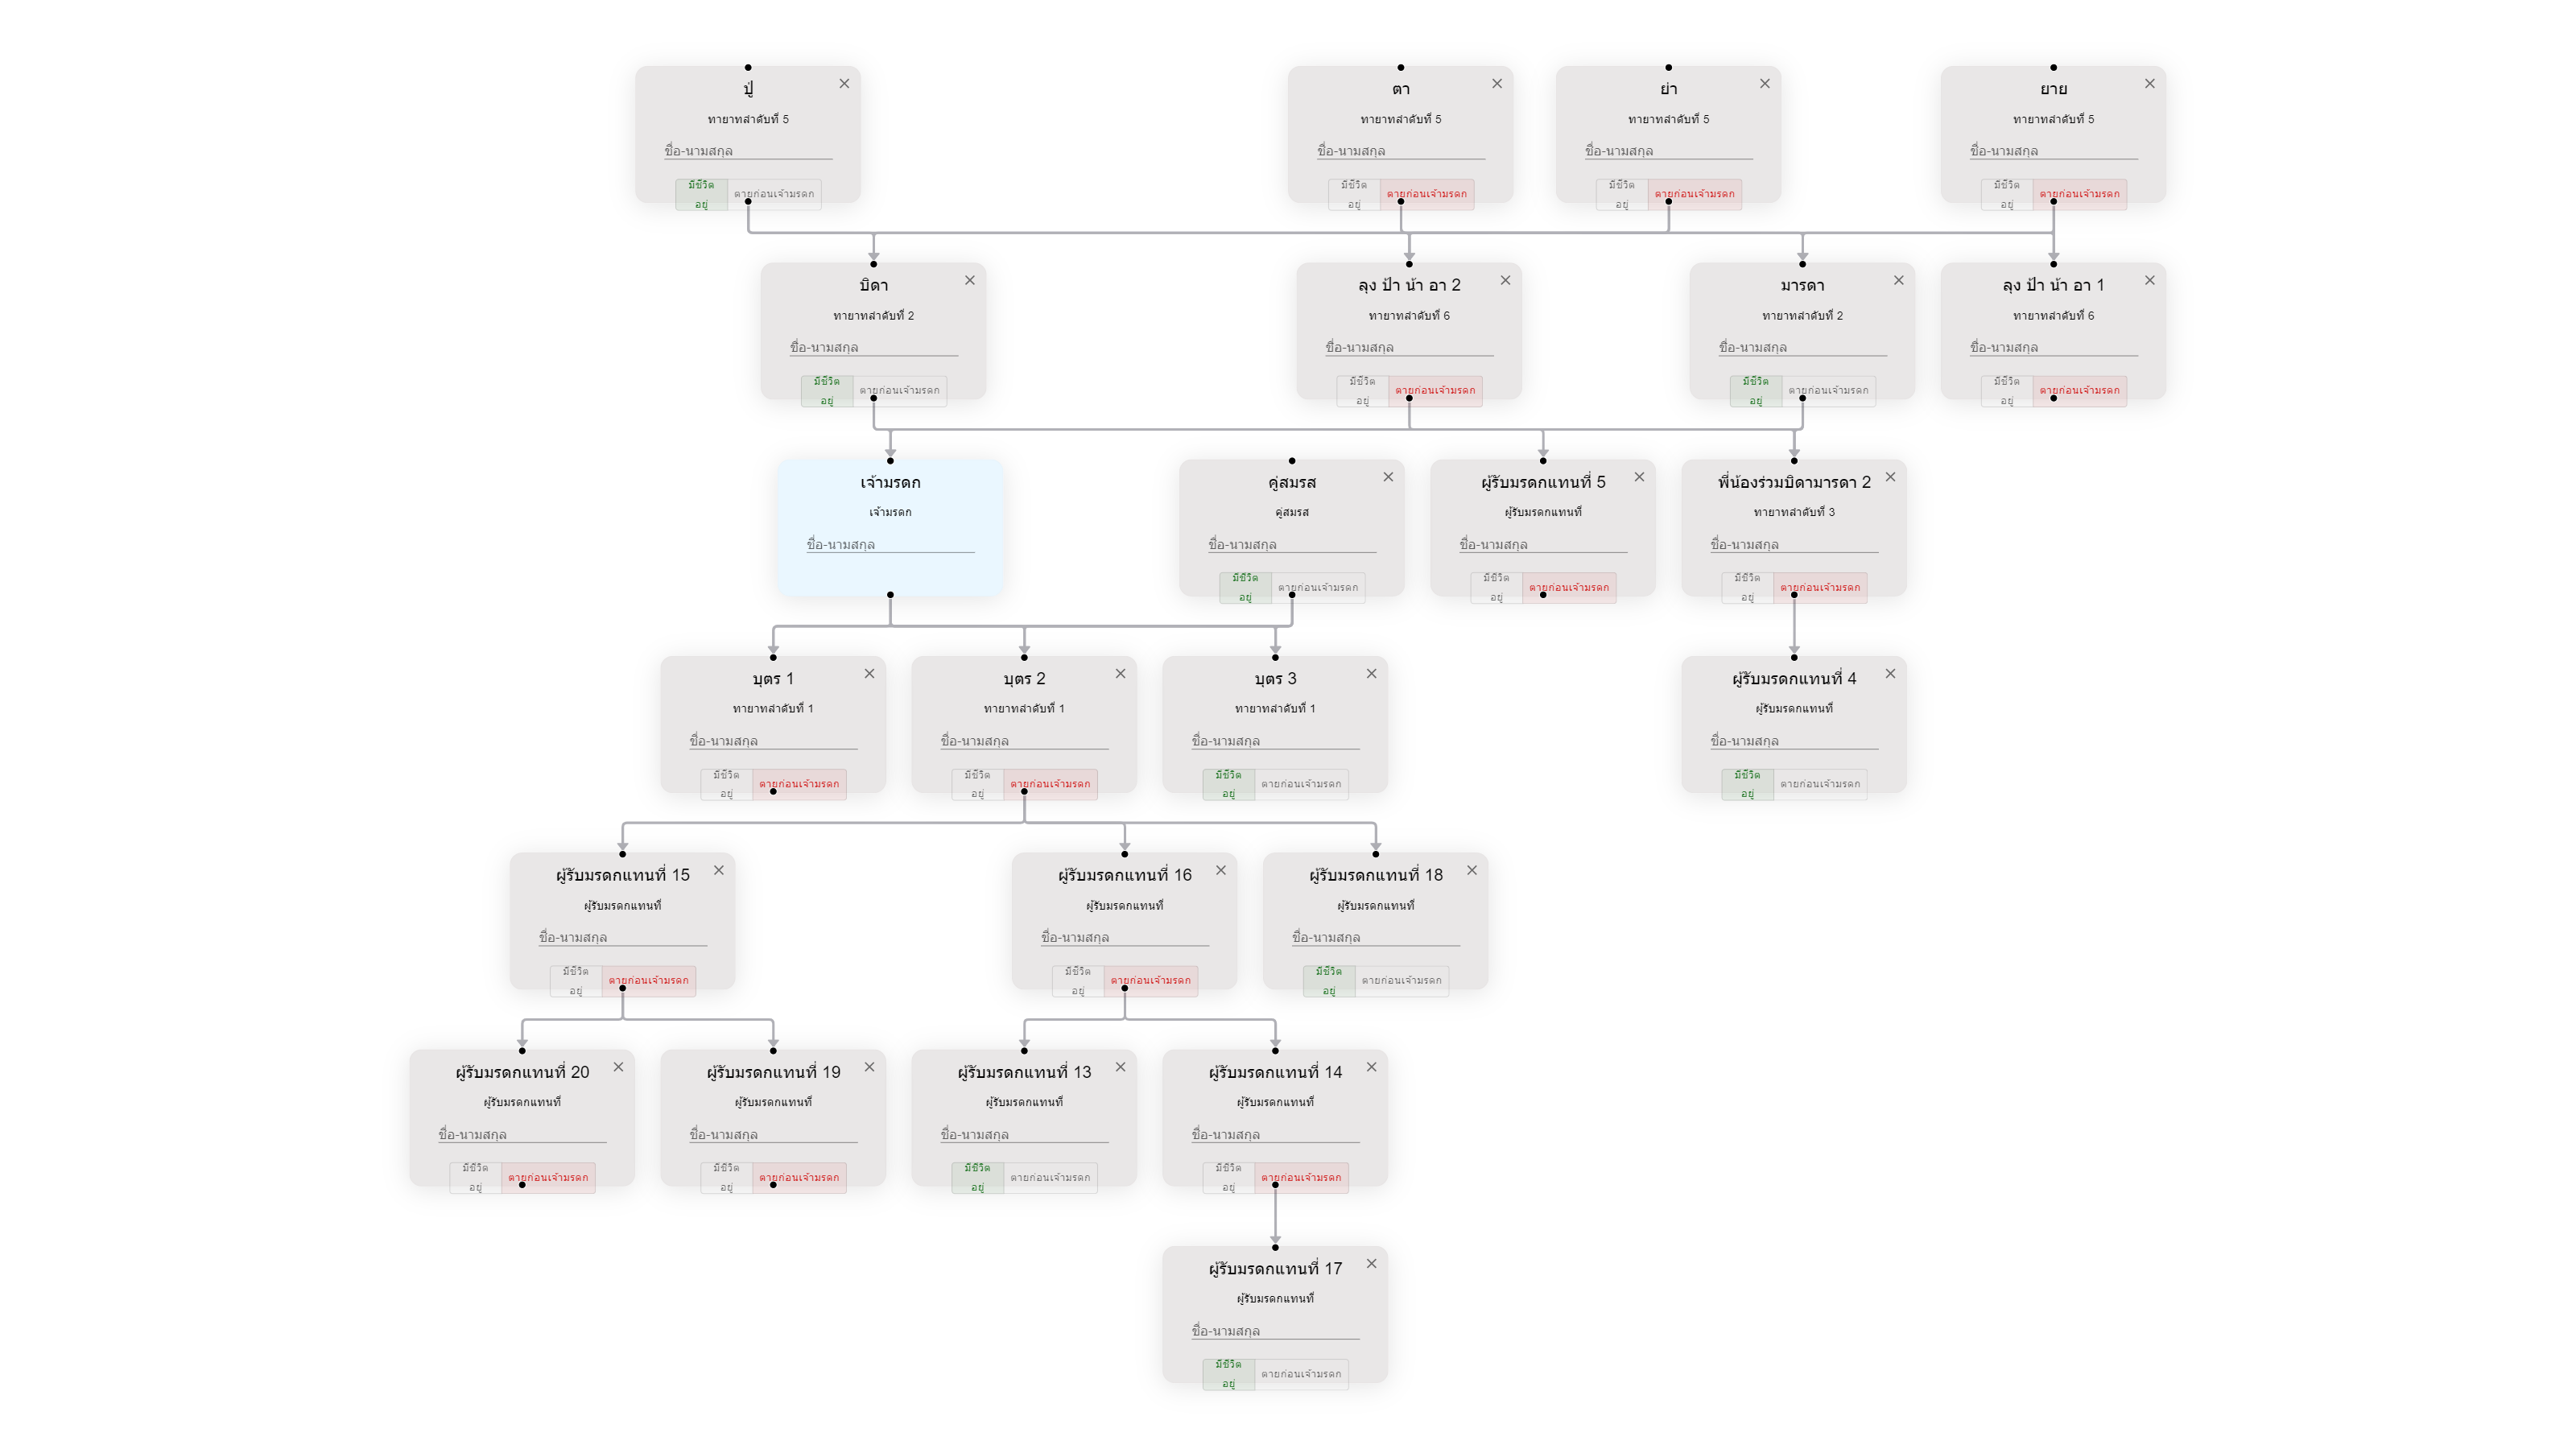 ปู่
ทายาทลำดับที่ 5
ชื่อ-นามสกุล
มีชีวิต
อยู่
ตายก่อนเจ้ามรดก
ตา
ทายาทลำดับที่ 5
ชื่อ-นามสกุล
มีชีวิต
อยู่
ตายก่อนเจ้ามรดก
ย่า
ทายาทลำดับที่ 5
ชื่อ-นามสกุล
มีชีวิต
อยู่
ตายก่อนเจ้ามรดก
ยาย
ทายาทลำดับที่ 5
ชื่อ-นามสกุล
มีชีวิต
อยู่
ตายก่อนเจ้ามรดก
บิดา
ทายาทลำดับที่ 2
ชื่อ-นามสกุล
มีชีวิต
อยู่
ตายก่อนเจ้ามรดก
ลุง ป้า น้า อา 2
ทายาทลำดับที่ 6
ชื่อ-นามสกุล
มีชีวิต
อยู่
ตายก่อนเจ้ามรดก
มารดา
ทายาทลำดับที่ 2
ชื่อ-นามสกุล
มีชีวิต
อยู่
ตายก่อนเจ้ามรดก
ลุง ป้า น้า อา 1
ทายาทลำดับที่ 6
ชื่อ-นามสกุล
มีชีวิต
อยู่
ตายก่อนเจ้ามรดก
เจ้ามรดก
เจ้ามรดก
ชื่อ-นามสกุล
คู่สมรส
คู่สมรส
ชื่อ-นามสกุล
มีชีวิต
อยู่
ตายก่อนเจ้ามรดก
ผู้รับมรดกแทนที่ 5
ผู้รับมรดกแทนที่
ชื่อ-นามสกุล
มีชีวิต
อยู่
ตายก่อนเจ้ามรดก
พี่น้องร่วมบิดามารดา 2
ทายาทลำดับที่ 3
ชื่อ-นามสกุล
มีชีวิต
อยู่
ตายก่อนเจ้ามรดก
บุตร 1
ทายาทลำดับที่ 1
ชื่อ-นามสกุล
มีชีวิต
อยู่
ตายก่อนเจ้ามรดก
บุตร 2
ทายาทลำดับที่ 1
ชื่อ-นามสกุล
มีชีวิต
อยู่
ตายก่อนเจ้ามรดก
บุตร 3
ทายาทลำดับที่ 1
ชื่อ-นามสกุล
มีชีวิต
อยู่
ตายก่อนเจ้ามรดก
ผู้รับมรดกแทนที่ 4
ผู้รับมรดกแทนที่
ชื่อ-นามสกุล
มีชีวิต
อยู่
ตายก่อนเจ้ามรดก
ผู้รับมรดกแทนที่ 15
ผู้รับมรดกแทนที่
ชื่อ-นามสกุล
มีชีวิต
อยู่
ตายก่อนเจ้ามรดก
ผู้รับมรดกแทนที่ 16
ผู้รับมรดกแทนที่
ชื่อ-นามสกุล
มีชีวิต
อยู่
ตายก่อนเจ้ามรดก
ผู้รับมรดกแทนที่ 18
ผู้รับมรดกแทนที่
ชื่อ-นามสกุล
มีชีวิต
อยู่
ตายก่อนเจ้ามรดก
ผู้รับมรดกแทนที่ 20
ผู้รับมรดกแทนที่
ชื่อ-นามสกุล
มีชีวิต
อยู่
ตายก่อนเจ้ามรดก
ผู้รับมรดกแทนที่ 19
ผู้รับมรดกแทนที่
ชื่อ-นามสกุล
มีชีวิต
อยู่
ตายก่อนเจ้ามรดก
ผู้รับมรดกแทนที่ 13
ผู้รับมรดกแทนที่
ชื่อ-นามสกุล
มีชีวิต
อยู่
ตายก่อนเจ้ามรดก
ผู้รับมรดกแทนที่ 14
ผู้รับมรดกแทนที่
ชื่อ-นามสกุล
มีชีวิต
อยู่
ตายก่อนเจ้ามรดก
ผู้รับมรดกแทนที่ 17
ผู้รับมรดกแทนที่
ชื่อ-นามสกุล
มีชีวิต
อยู่
ตายก่อนเจ้ามรดก